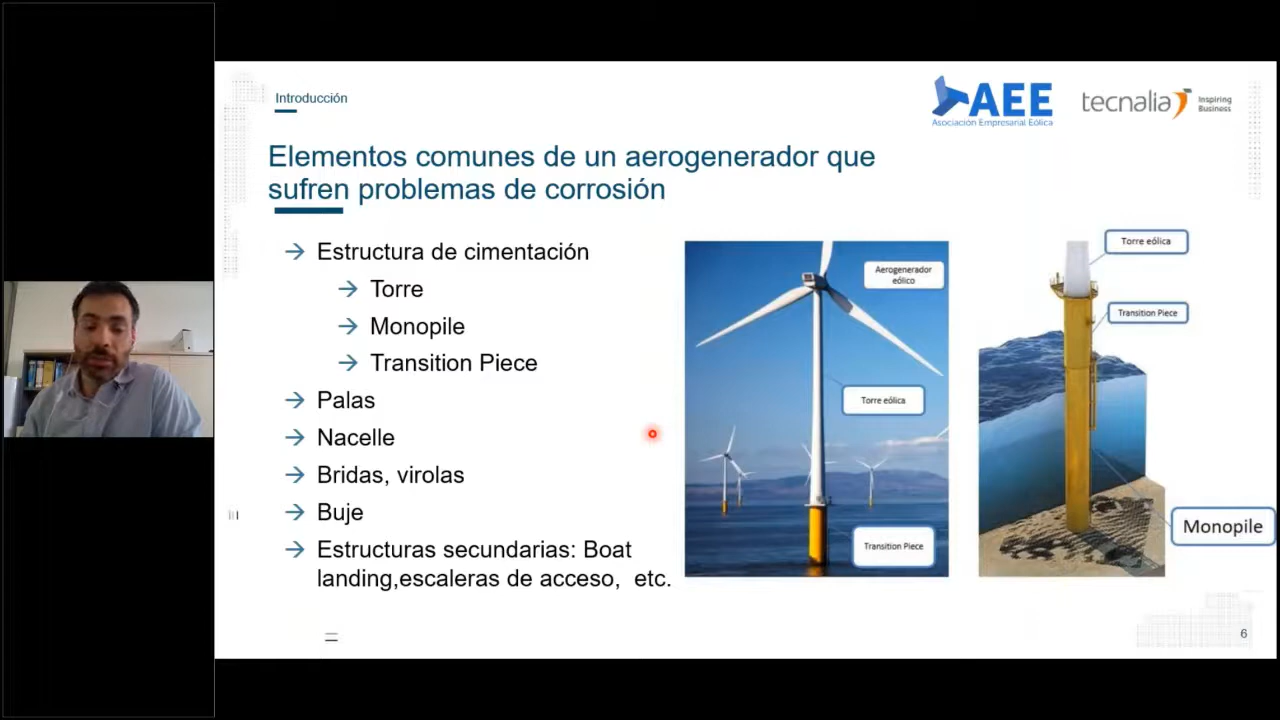 Introducción
AEE
Asociación Empresarial Eólica
tecnalia
Inspiring
Business
Elementos comunes de un aerogenerador que
sufren problemas de corrosión
→ Estructura de cimentación
→ Torre
→ Monopile
→ Transition Piece
→ Palas
→ Nacelle
→ Bridas, virolas
→ Buje
→ Estructuras secundarias: Boat
landing,escaleras de acceso, etc.
Aerogenerador
eólico
Torre eólica
Transition Piece
Torre eólica
Transition Piece
Monopile
6